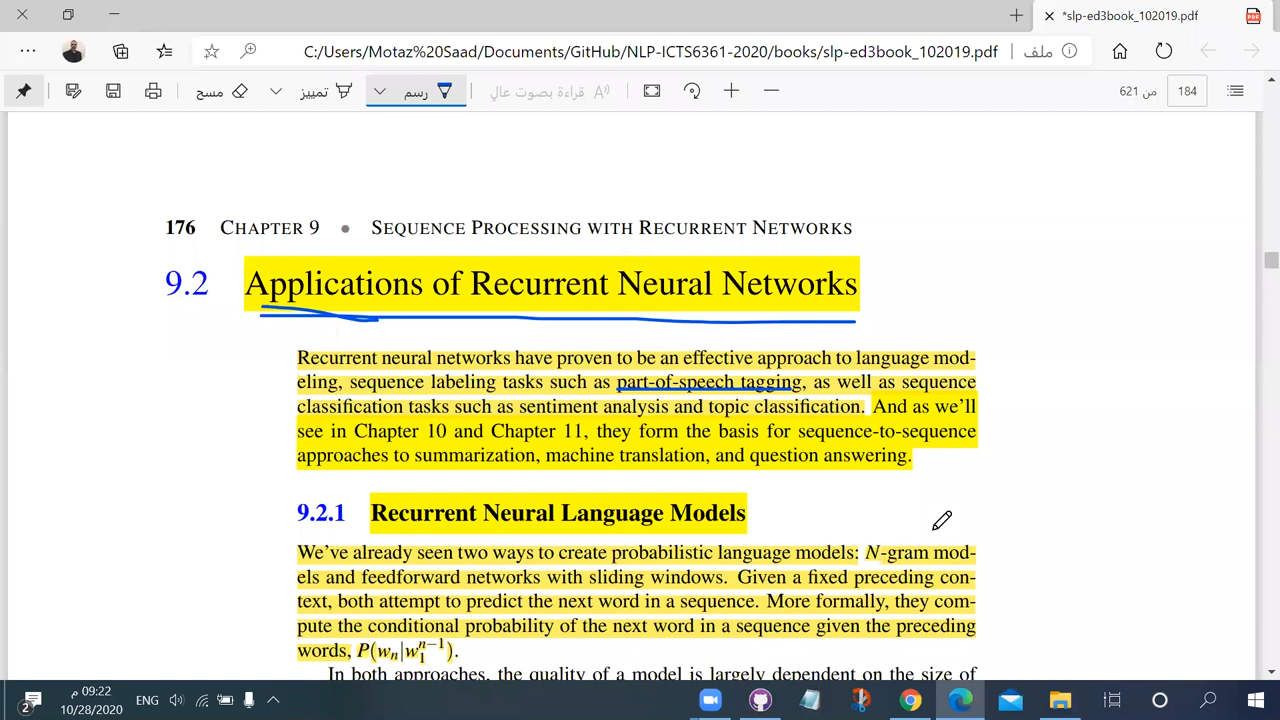 *slp-ed3book_102019.pdf
C:/Users/Motaz%20Saad/Documents/GitHub/NLP-ICTS6361-2020/books/slp-ed3book_102019.pdf
ملف
مسح
تمييز
رسم
قراءة بصوت عالٍ
من 621
184
176 CHAPTER 9 • SEQUENCE PROCESSING WITH RECURRENT NETWORKS
9.2 Applications of Recurrent Neural Networks
Recurrent neural networks have proven to be an effective approach to language mod-
eling, sequence labeling tasks such as part-of-speech tagging, as well as sequence
classification tasks such as sentiment analysis and topic classification. And as we'll
see in Chapter 10 and Chapter 11, they form the basis for sequence-to-sequence
approaches to summarization, machine translation, and question answering.
9.2.1 Recurrent Neural Language Models
We've already seen two ways to create probabilistic language models: N-gram mod-
els and feedforward networks with sliding windows. Given a fixed preceding con-
text, both attempt to predict the next word in a sequence. More formally, they com-
pute the conditional probability of the next word in a sequence given the preceding
words, P(wₙ|w₁ⁿ⁻¹).
In both approaches, the quality of a model is largely dependent on the size of
09:22 م
10/28/2020
ENG
2